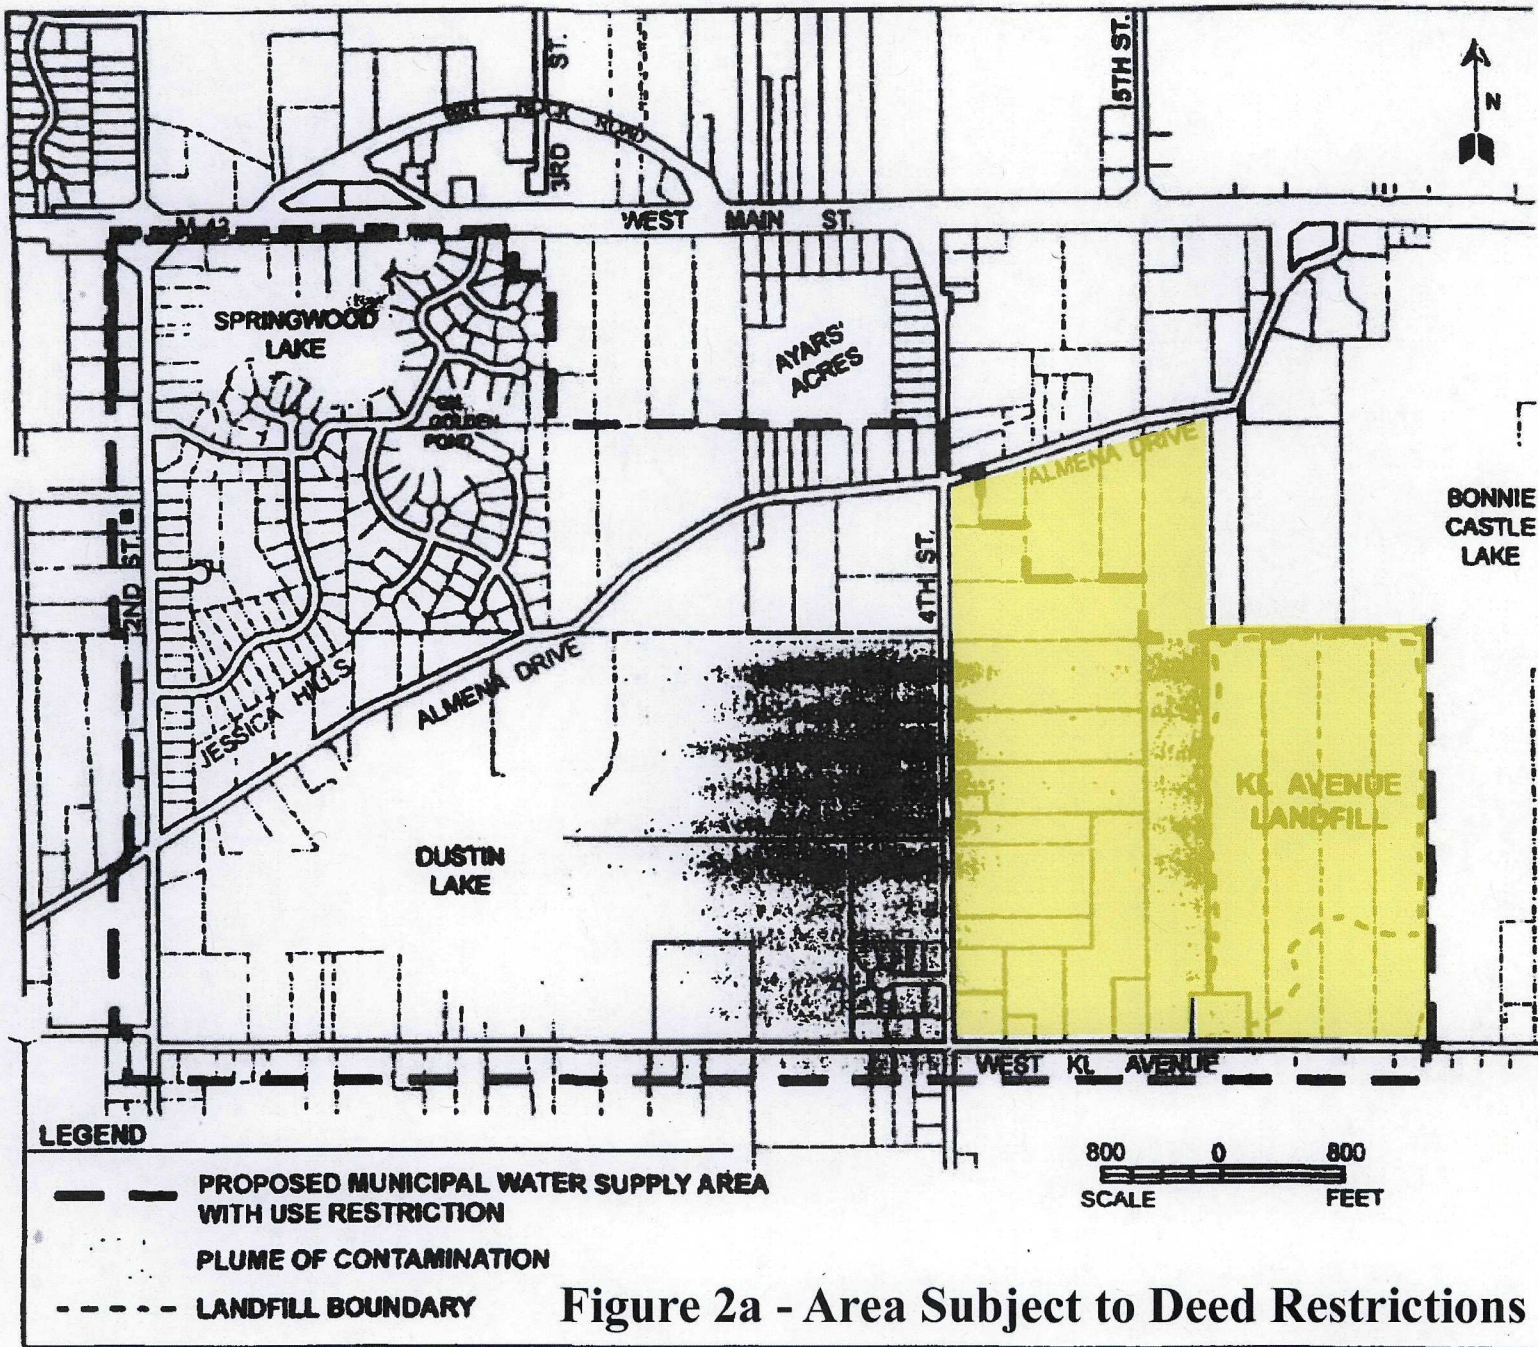 5TH ST.
3RD ST.
BIG ROCK ROAD
N
M-43
WEST MAIN ST.
SPRINGWOOD
LAKE
AYARS'
ACRES
GOLDEN
POND
ALMENA DRIVE
BONNIE
CASTLE
LAKE
2ND ST.
4TH ST.
JESSICA HILLS
ALMENA DRIVE
KL AVENUE
LANDFILL
DUSTIN
LAKE
WEST KL AVENUE
LEGEND
800 0 800
SCALE FEET
PROPOSED MUNICIPAL WATER SUPPLY AREA
WITH USE RESTRICTION
PLUME OF CONTAMINATION
LANDFILL BOUNDARY
Figure 2a - Area Subject to Deed Restrictions